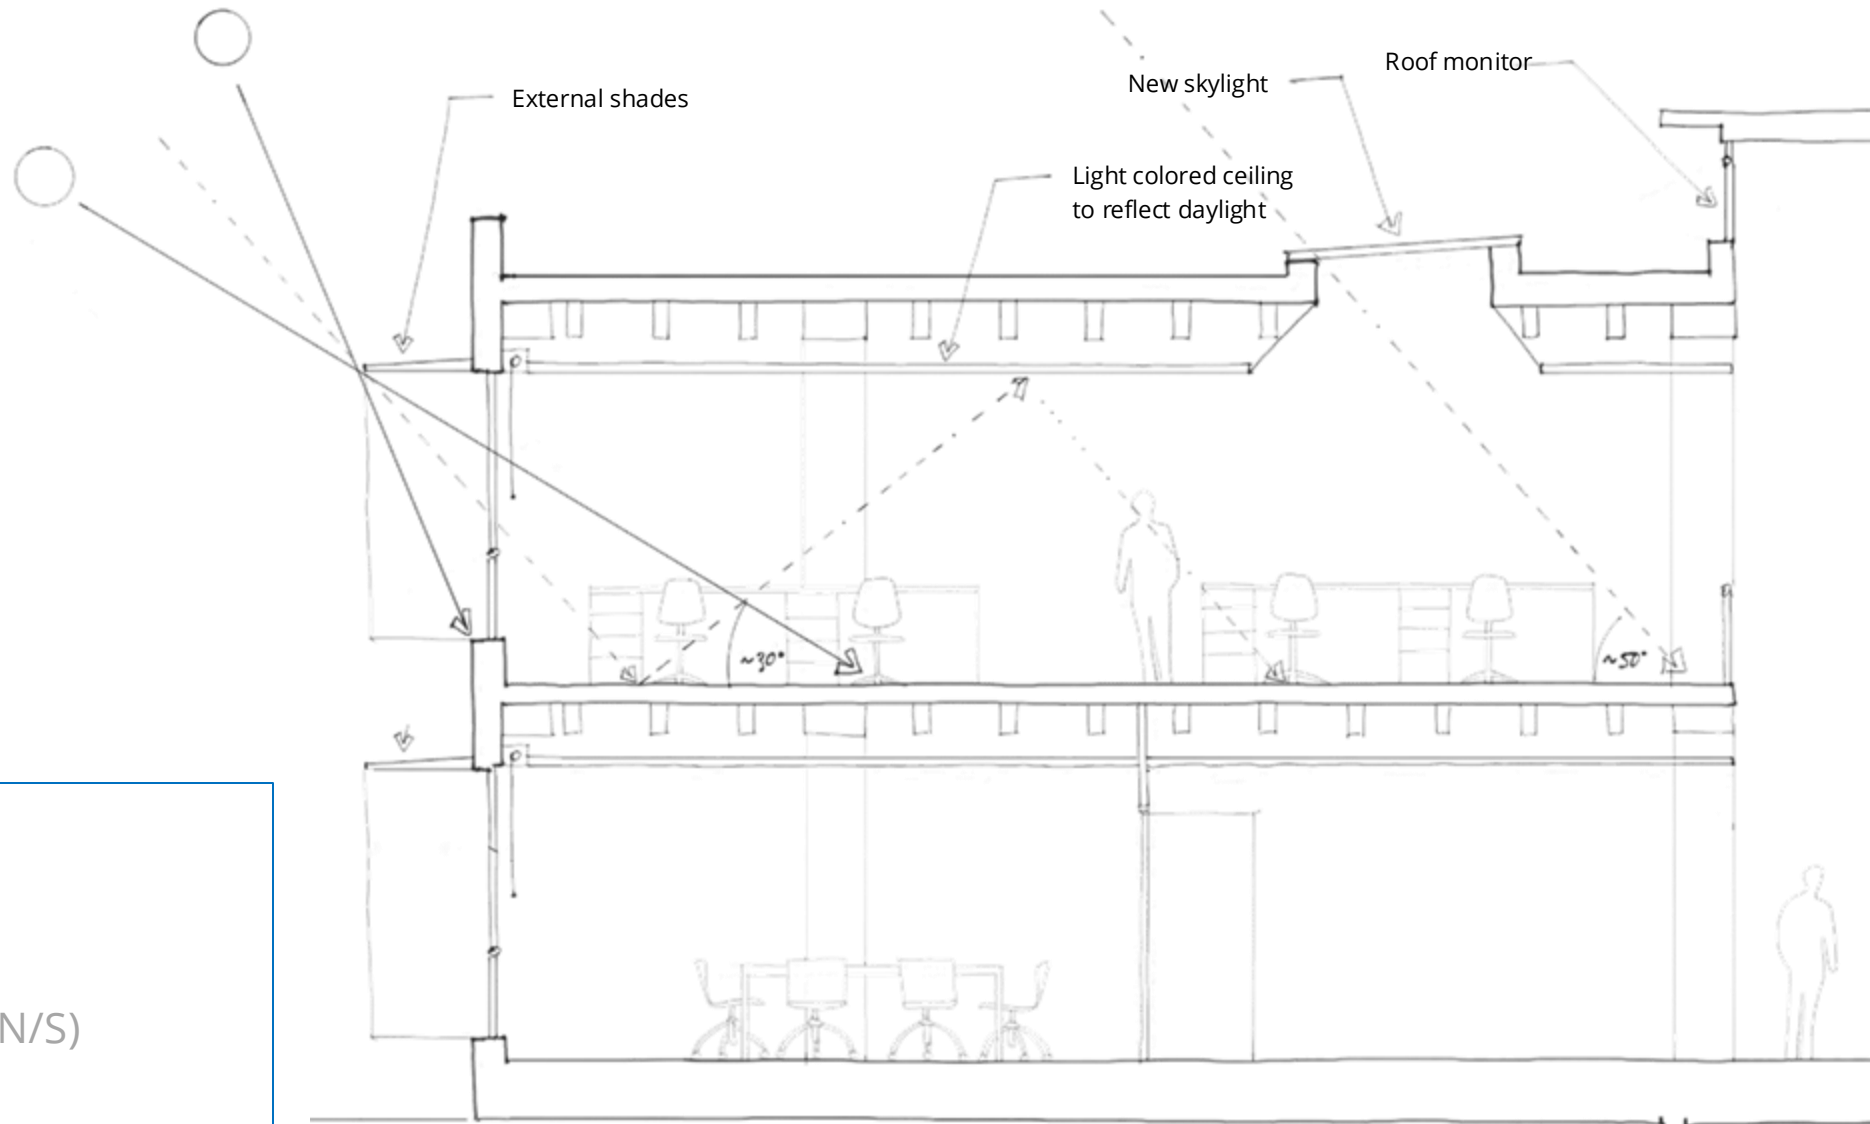 Roof monitor
New skylight
External shades
Light colored ceiling
to reflect daylight
~30°
~50°
N/S)